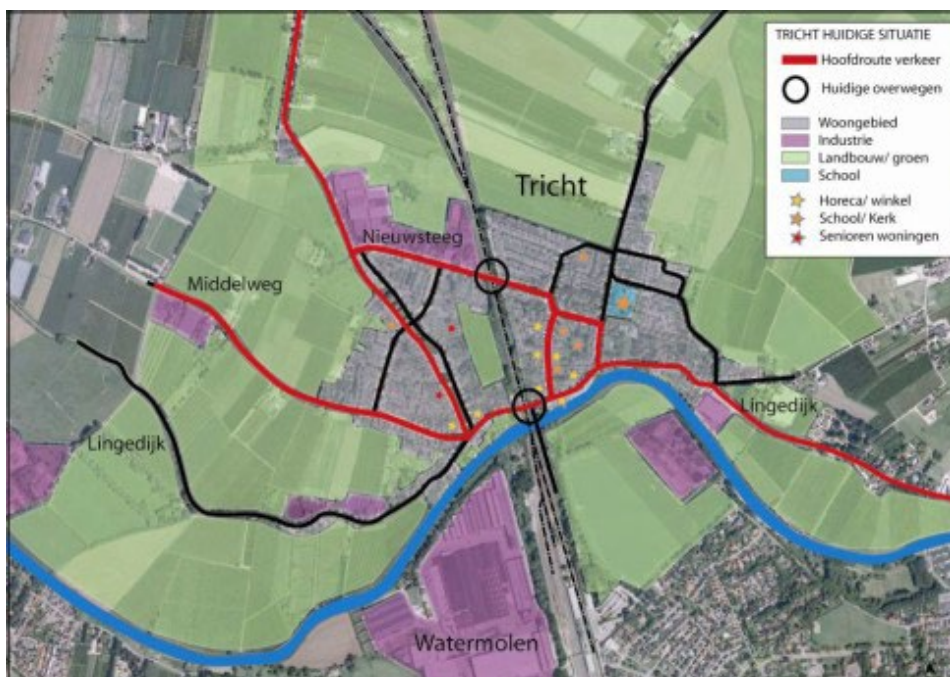 TRICHT HUIDIGE SITUATIE
Hoofdroute verkeer
Huidige overwegen
Woongebied
Industrie
Landbouw/ groen
School
Horeca/ winkel
School/ Kerk
Senioren woningen
Tricht
Nieuwsteeg
Middelweg
Lingedijk
Lingedijk
Watermolen